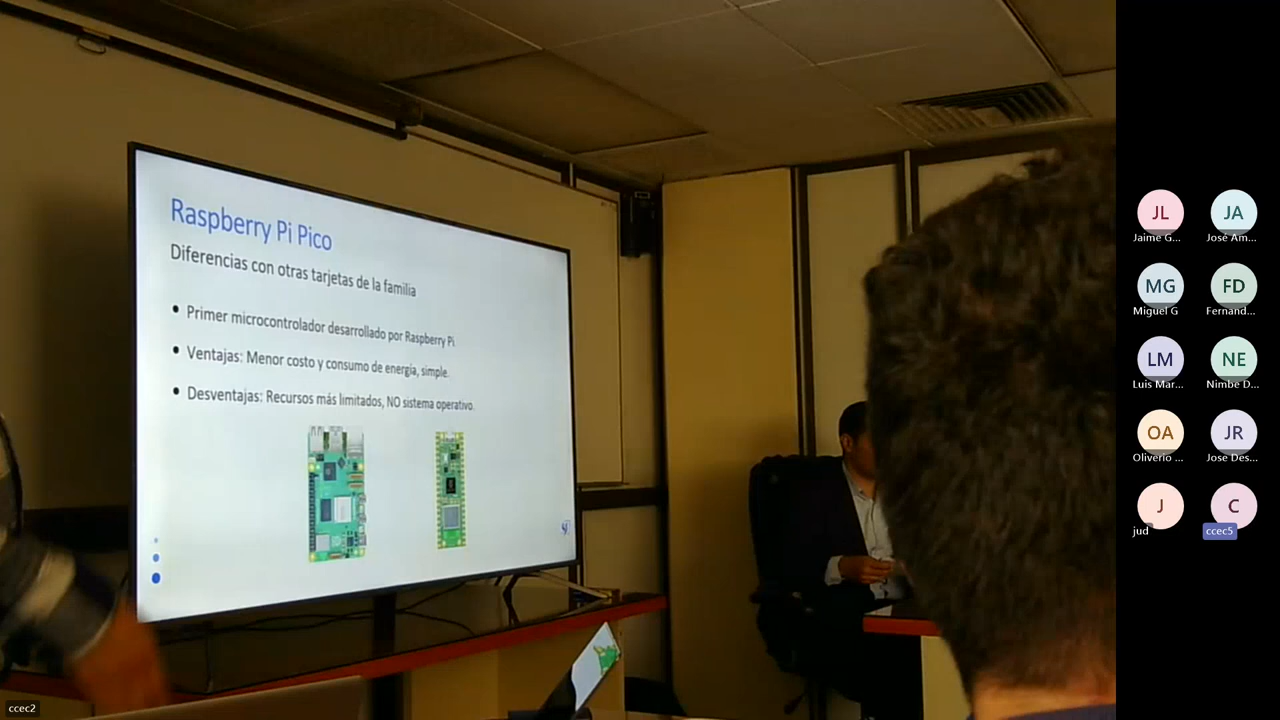 Raspberry Pi Pico
Diferencias con otras tarjetas de la familia
• Primer microcontrolador desarrollado por Raspberry Pi.
• Ventajas: Menor costo y consumo de energía, simple.
• Desventajas: Recursos más limitados, NO sistema operativo.
JL
Jaime G...
JA
José Am...
MG
Miguel G
FD
Fernand...
LM
Luis Mar...
NE
Nimbe D...
OA
Oliverio ...
JR
Jose Des...
J
jud
C
ccec5
ccec2